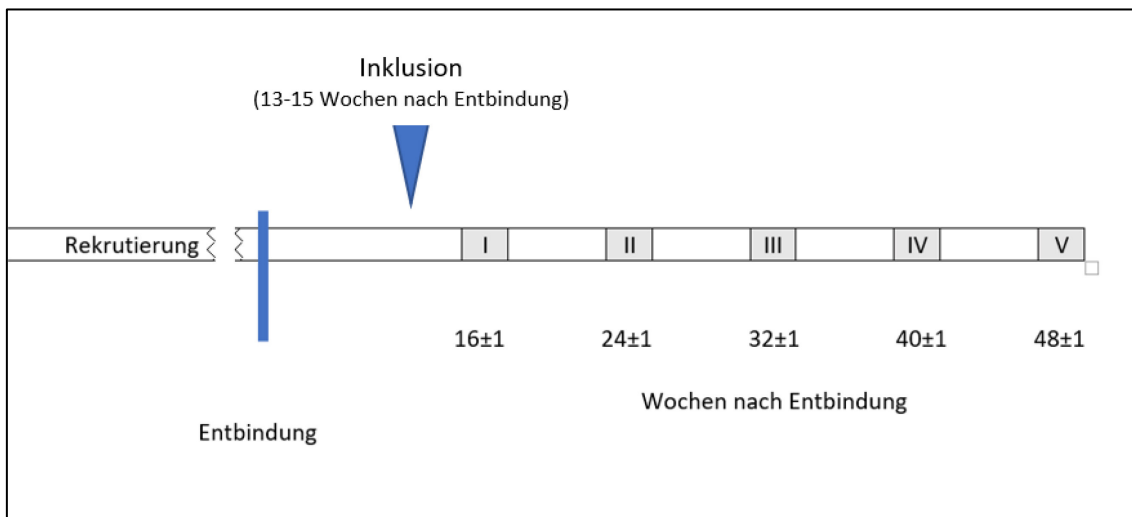 Inklusion
(13-15 Wochen nach Entbindung)
Rekrutierung
I
II
III
IV
V
16±1
24±1
32±1
40±1
48±1
Wochen nach Entbindung
Entbindung